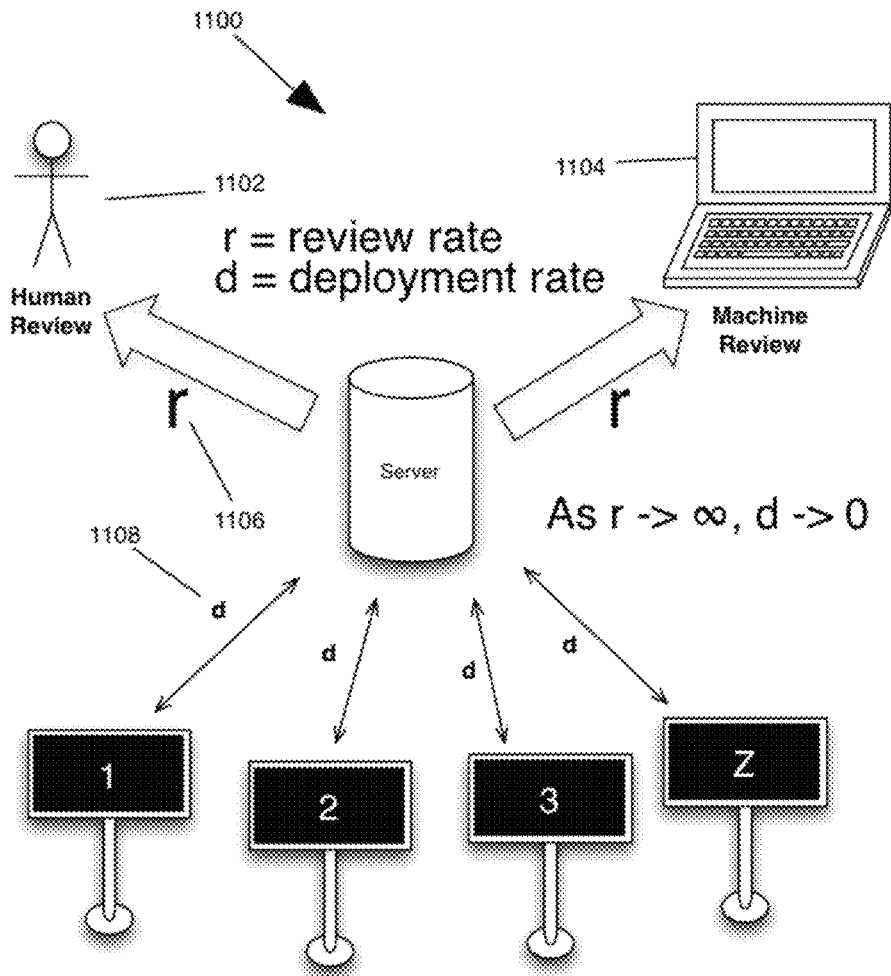 1100
1102
1104
r = review rate
d = deployment rate
Human
Review
Machine
Review
r
r
Server
1106
As r -> ∞, d -> 0
1108
d
d
d
d
1
2
3
Z